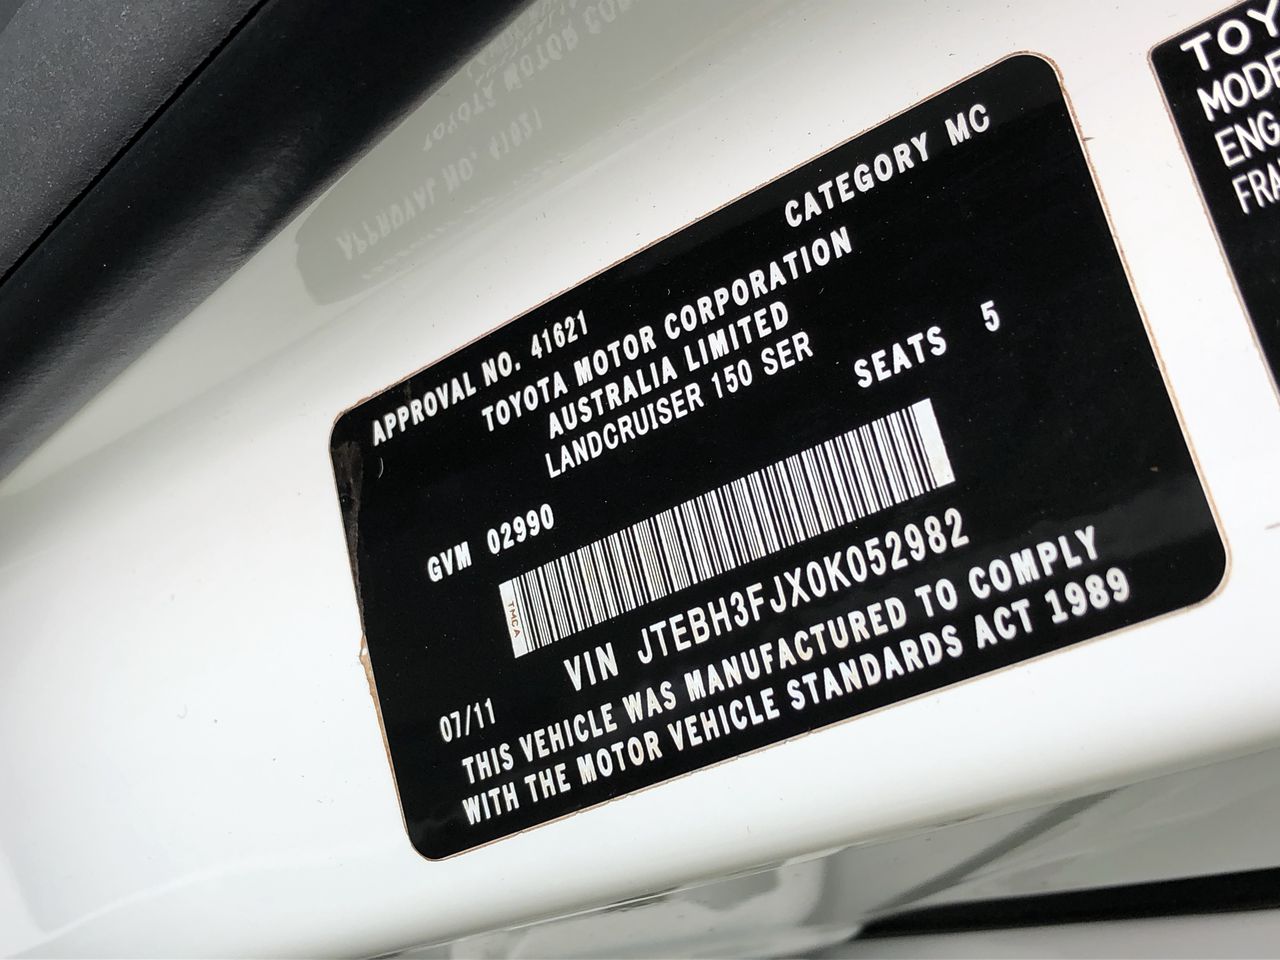 APPROVAL NO. 41621 CATEGORY MC
TOYOTA MOTOR CORPORATION
AUSTRALIA LIMITED
LANDCRUISER 150 SER
GVM 02990 SEATS 5
TMCA
VIN JTEBH3FJX0K052982
07/11
THIS VEHICLE WAS MANUFACTURED TO COMPLY
WITH THE MOTOR VEHICLE STANDARDS ACT 1989
TOY
MODE
ENG
FRA